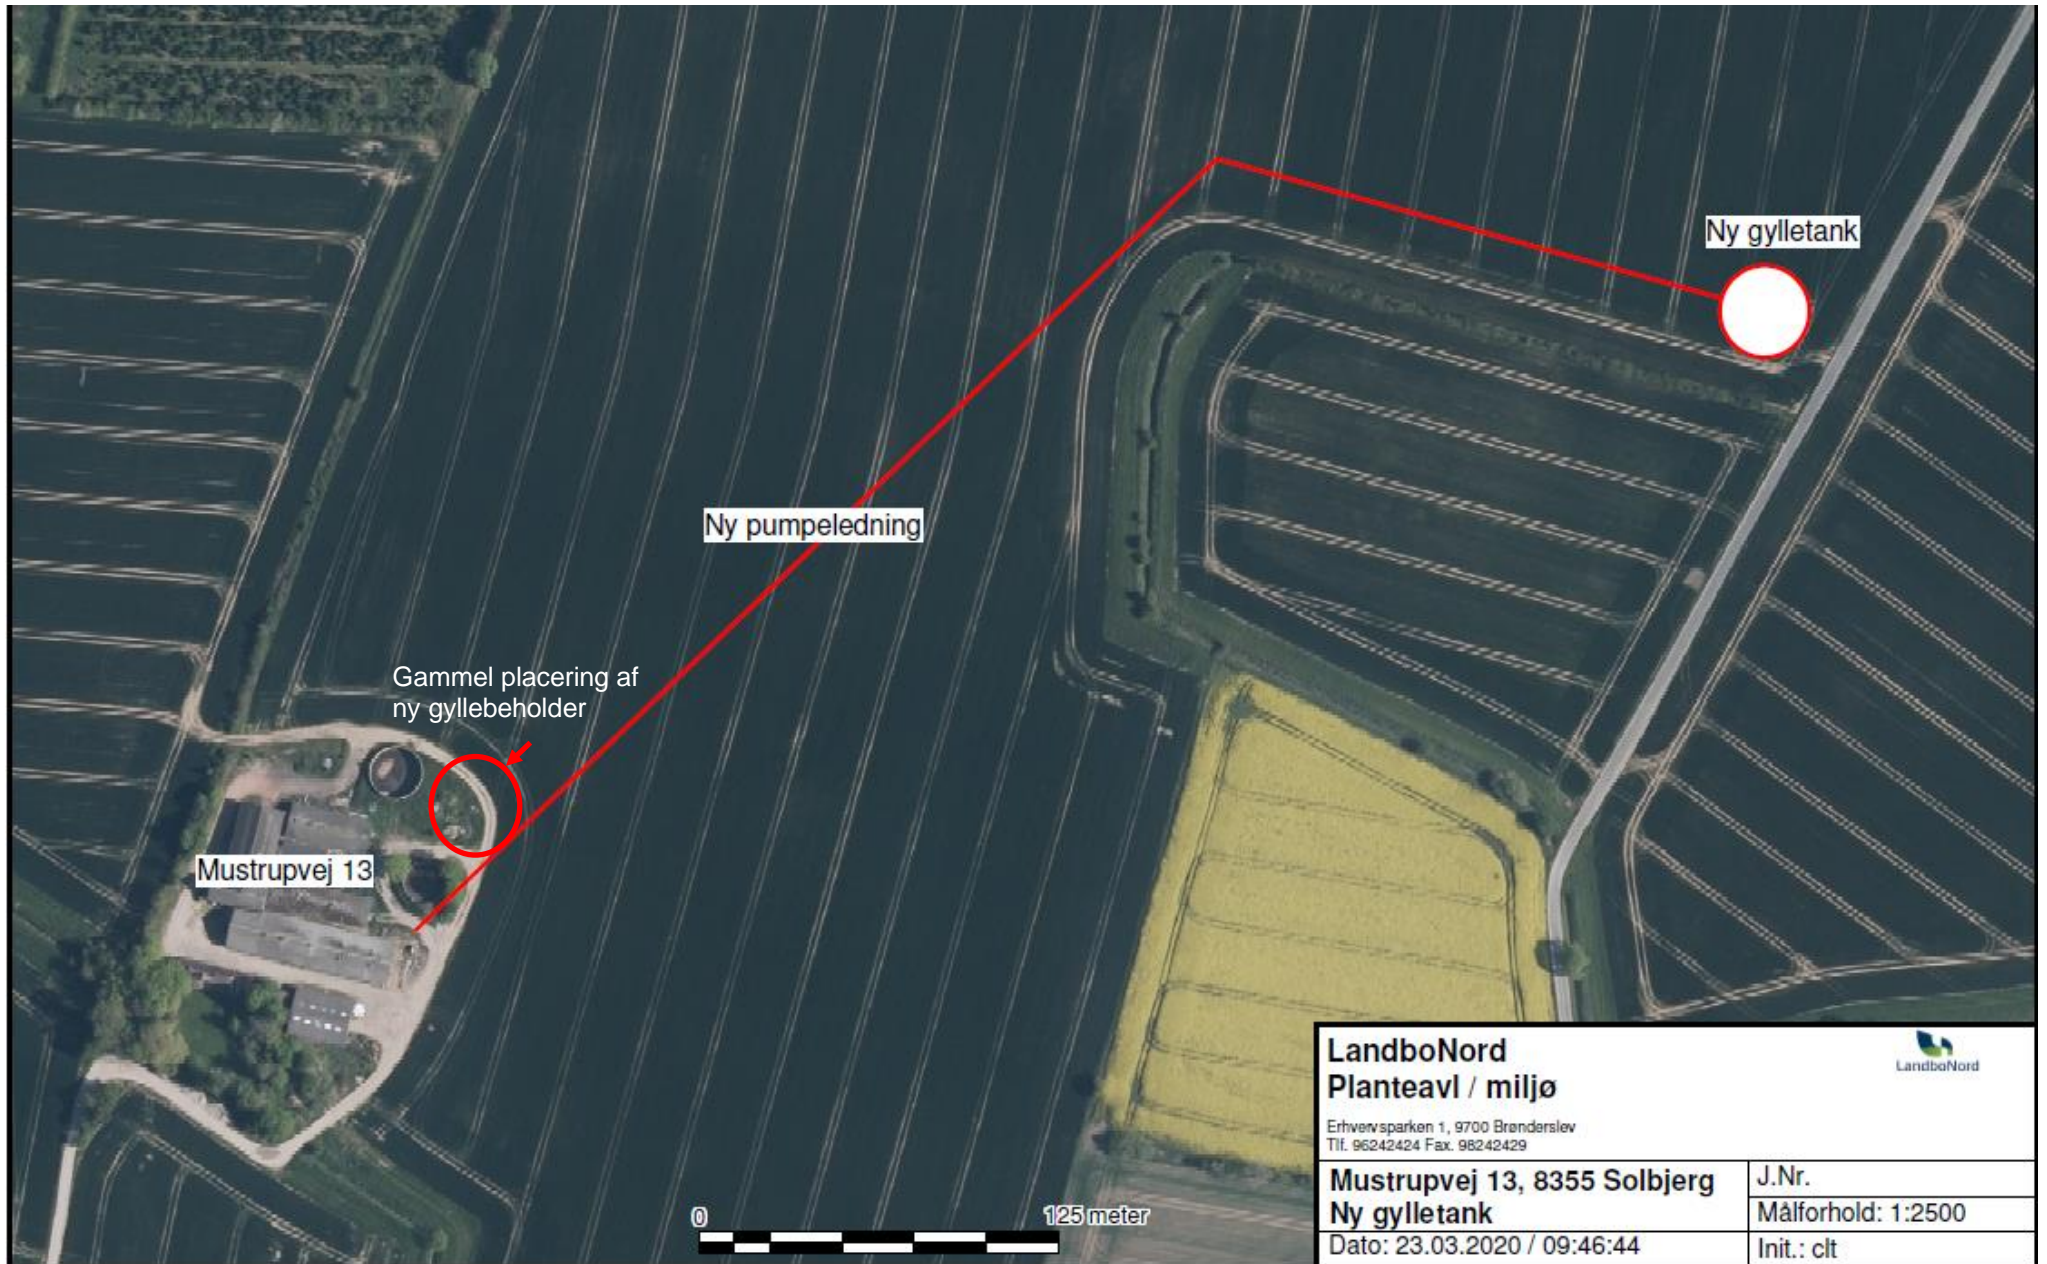 Ny gylletank
Ny pumpeledning
Gammel placering af
ny gyllebeholder
Mustrupvej 13
0
125 meter
LandboNord
Planteavl / miljø
LandboNord
Erhvervsparken 1, 9700 Brønderslev
Tlf. 96242424 Fax. 98242429
Mustrupvej 13, 8355 Solbjerg
Ny gylletank
J.Nr.
Målforhold: 1:2500
Dato: 23.03.2020 / 09:46:44
Init.: clt